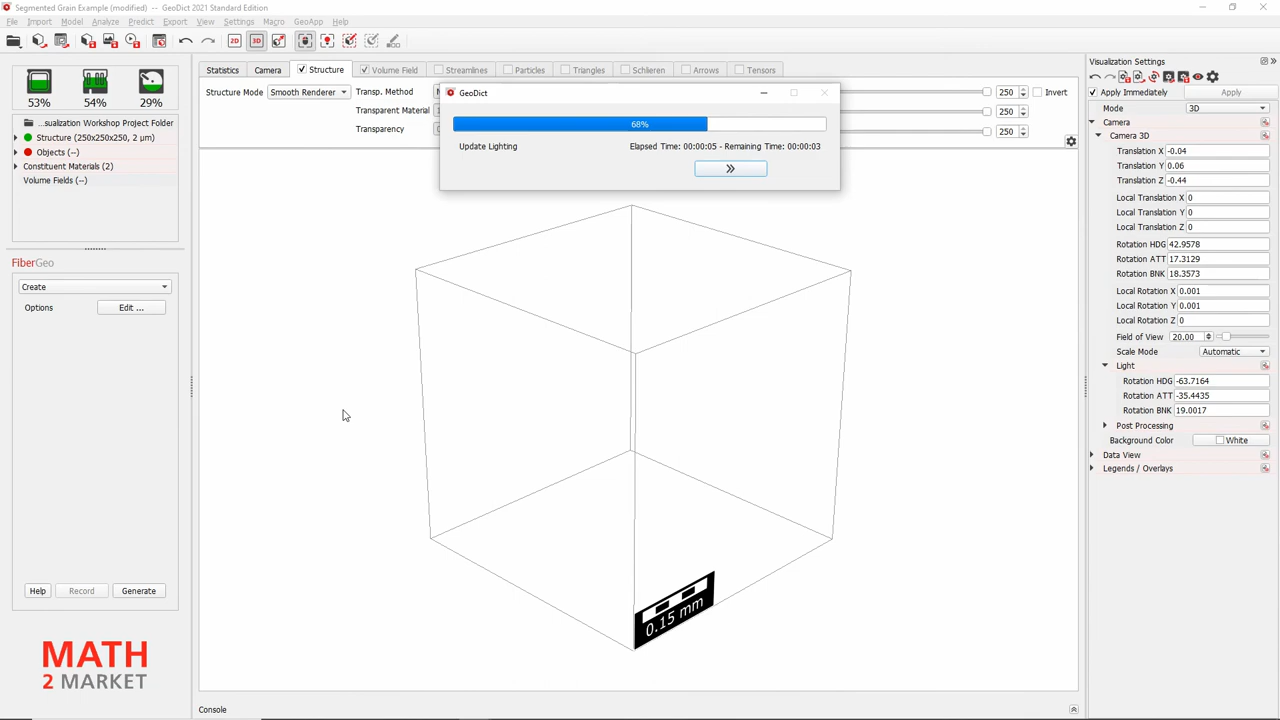 Segmented Grain Example (modified) -- GeoDict 2021 Standard Edition
File Import Model Analyze Predict Export View Settings Macro GeoApp Help
2D 3D
53% 54% 29%
...sualization Workshop Project Folder
Structure (250x250x250, 2 µm)
Objects (--)
Constituent Materials (2)
Volume Fields (--)
FiberGeo
Create
Options Edit ...
Help Record Generate
MATH
2 MARKET
Statistics Camera Structure Volume Field Streamlines Particles Triangles Schlieren Arrows Tensors
Structure Mode Smooth Renderer Transp. Method 250 Invert
Transparent Material 250
Transparency 250
GeoDict
68%
Update Lighting Elapsed Time: 00:00:05 - Remaining Time: 00:00:03
0.15 mm
Console
Visualization Settings
Apply Immediately Apply
Mode 3D
Camera
Camera 3D
Translation X -0.04
Translation Y 0.06
Translation Z -0.44
Local Translation X 0
Local Translation Y 0
Local Translation Z 0
Rotation HDG 42.9578
Rotation ATT 17.3129
Rotation BNK 18.3573
Local Rotation X 0.001
Local Rotation Y 0.001
Local Rotation Z 0
Field of View 20.00
Scale Mode Automatic
Light
Rotation HDG -63.7164
Rotation ATT -35.4435
Rotation BNK 19.0017
Post Processing
Background Color White
Data View
Legends / Overlays